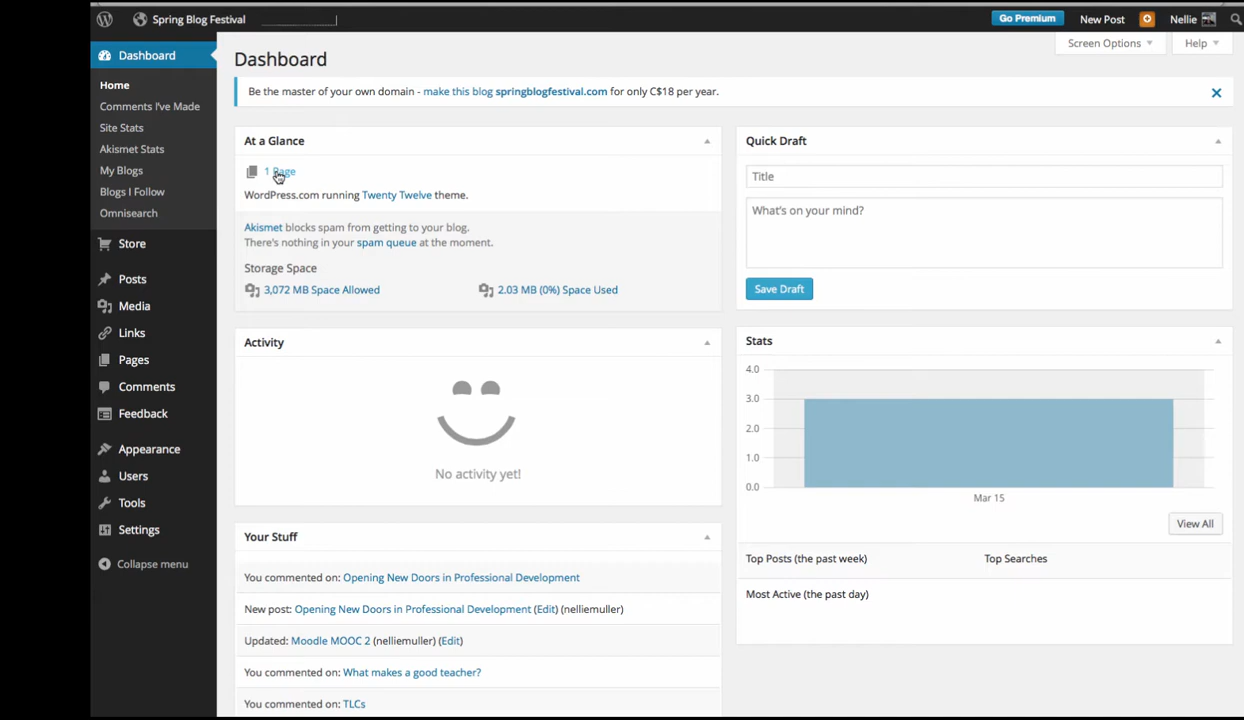 Spring Blog Festival
Go Premium
New Post
Nellie
Dashboard
Home
Comments I've Made
Site Stats
Akismet Stats
My Blogs
Blogs I Follow
Omnisearch
Store
Posts
Media
Links
Pages
Comments
Feedback
Appearance
Users
Tools
Settings
Collapse menu
Dashboard
Screen Options
Help
Be the master of your own domain - make this blog springblogfestival.com for only C$18 per year.
At a Glance
1 Page
WordPress.com running Twenty Twelve theme.
Akismet blocks spam from getting to your blog.
There's nothing in your spam queue at the moment.
Storage Space
3,072 MB Space Allowed
2.03 MB (0%) Space Used
Activity
No activity yet!
Your Stuff
You commented on: Opening New Doors in Professional Development
New post: Opening New Doors in Professional Development (Edit) (nelliemuller)
Updated: Moodle MOOC 2 (nelliemuller) (Edit)
You commented on: What makes a good teacher?
You commented on: TLCs
Quick Draft
Title
What's on your mind?
Save Draft
Stats
4.0
3.0
2.0
1.0
0.0
Mar 15
View All
Top Posts (the past week)
Top Searches
Most Active (the past day)